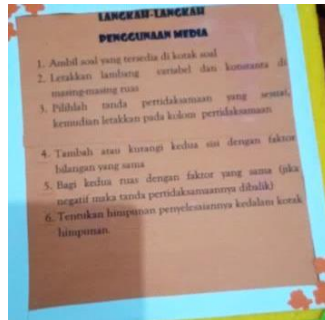 LANGKAH-LANGKAH
PENGGUNAAN MEDIA
1. Ambil soal yang tersedia di kotak soal
2. Letakkan lambang variabel dan konstanta di
masing-masing ruas
3. Pilihlah tanda pertidaksamaan yang sesuai,
kemudian letakkan pada kolom pertidaksamaan
4. Tambah atau kurangi kedua sisi dengan faktor
bilangan yang sama
5. Bagi kedua ruas dengan faktor yang sama (jika
negatif maka tanda pertidaksamaannya dibalik)
6. Tentukan himpunan penyelesaiannya kedalam kotak
himpunan.